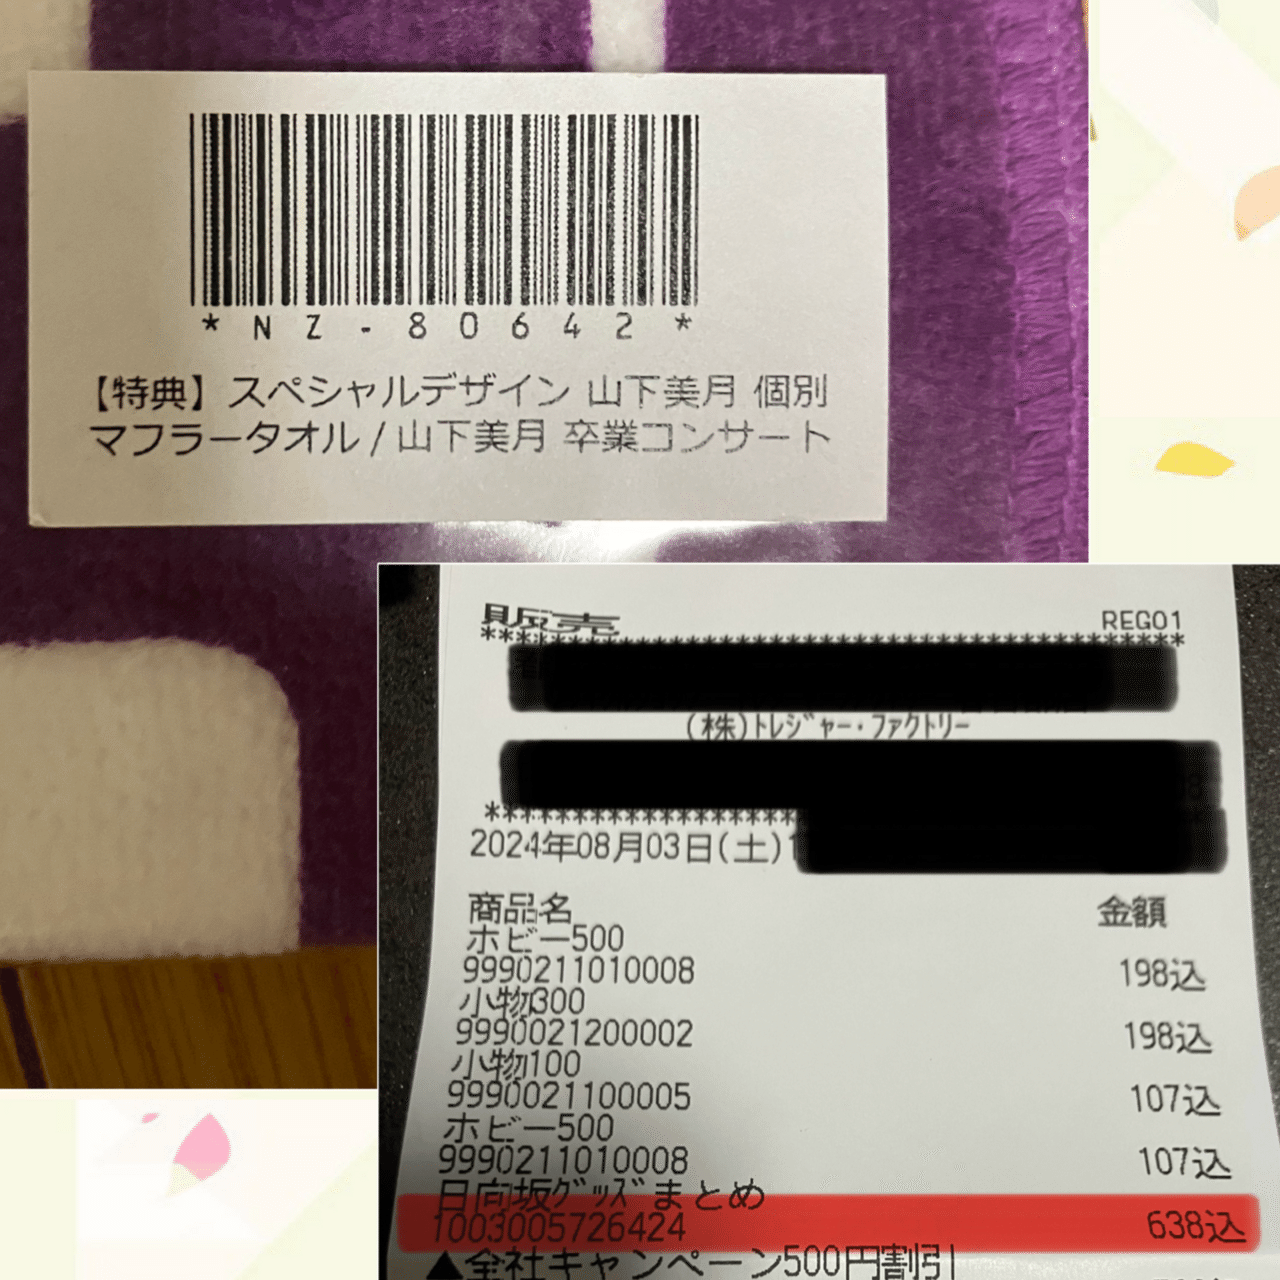 *NZ-80642*
【特典】スペシャルデザイン 山下美月 個別
マフラータオル/山下美月 卒業コンサート
販売 REG01
*****************************************
(株)トレジャー・ファクトリー
********************
2024年08月03日(土)
商品名 金額
ホビー500
9990211010008 198込
小物300
9990021200002 198込
小物100
9990021100005 107込
ホビー500
9990211010008 107込
日向坂グッズまとめ
1003005726424 638込
▲全社キャンペーン500円割引